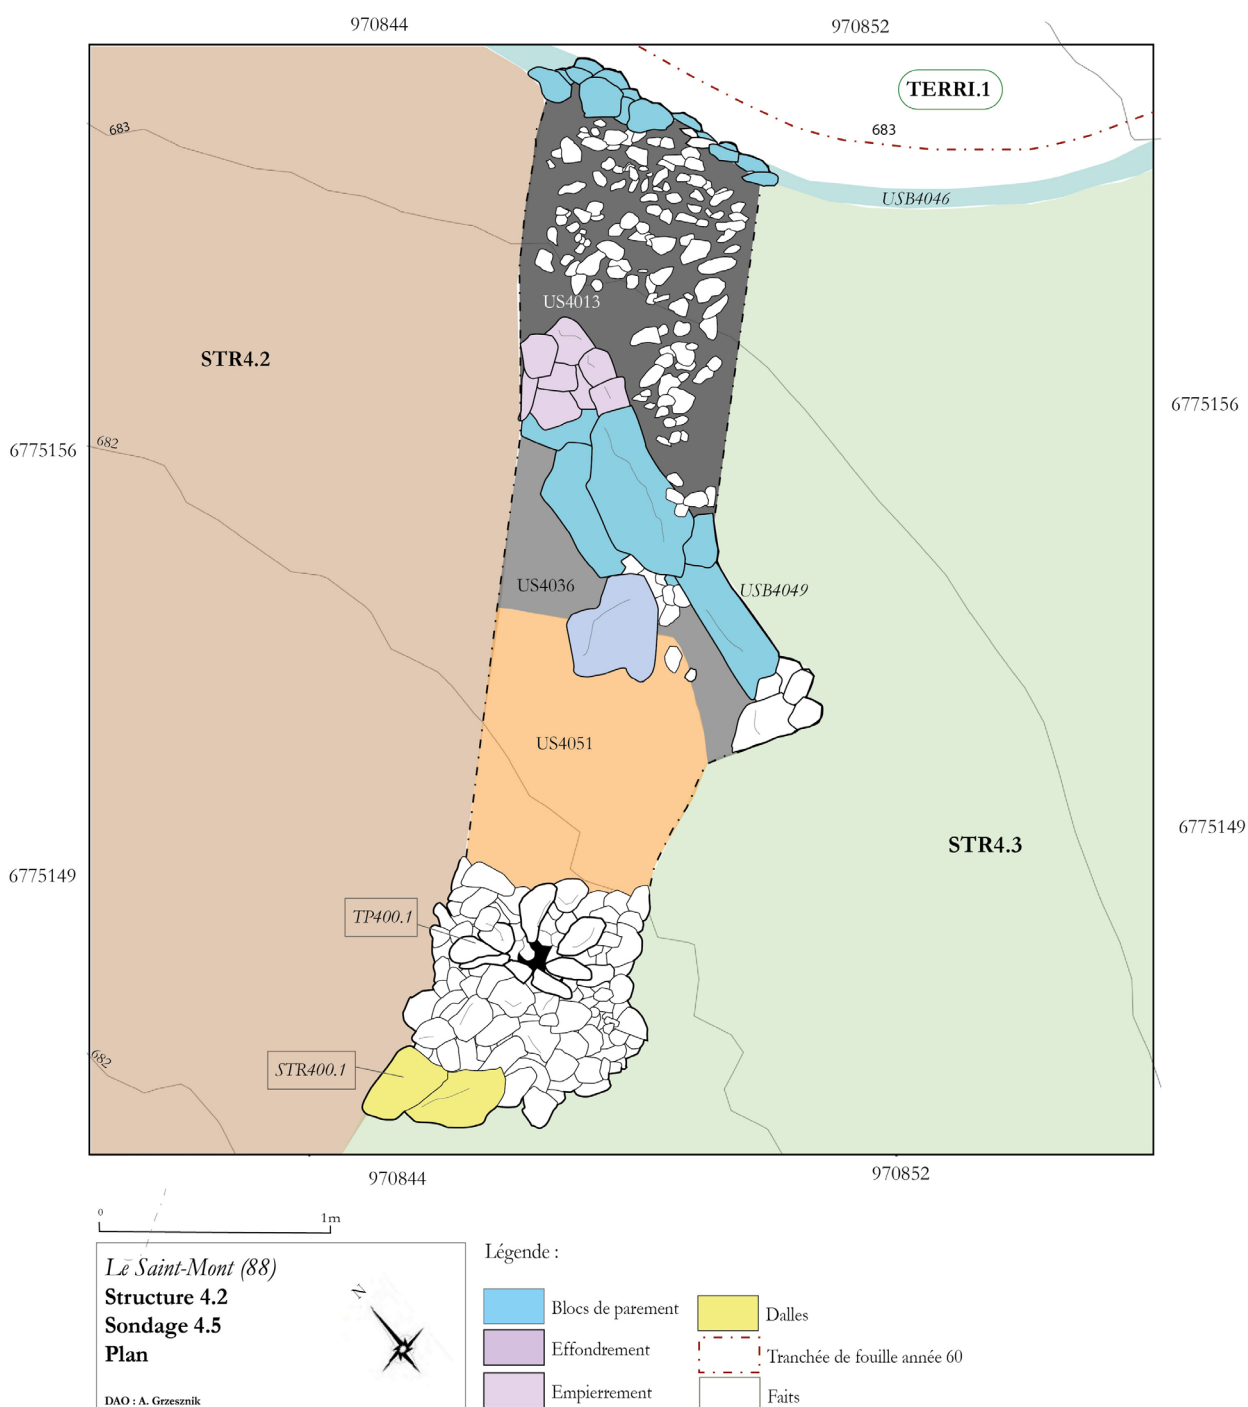 970844
970852
TERRI.1
683
683
USB4046
US4013
STR4.2
6775156
682
6775156
US4036
USB4049
US4051
6775149
STR4.3
6775149
TP400.1
682
STR400.1
970844
970852
0
1m
Le Saint-Mont (88)
Structure 4.2
Sondage 4.5
Plan
DAO : A. Grzesznik
N
Légende :
Blocs de parement
Effondrement
Empierrement
Dalles
Tranchée de fouille année 60
Faits